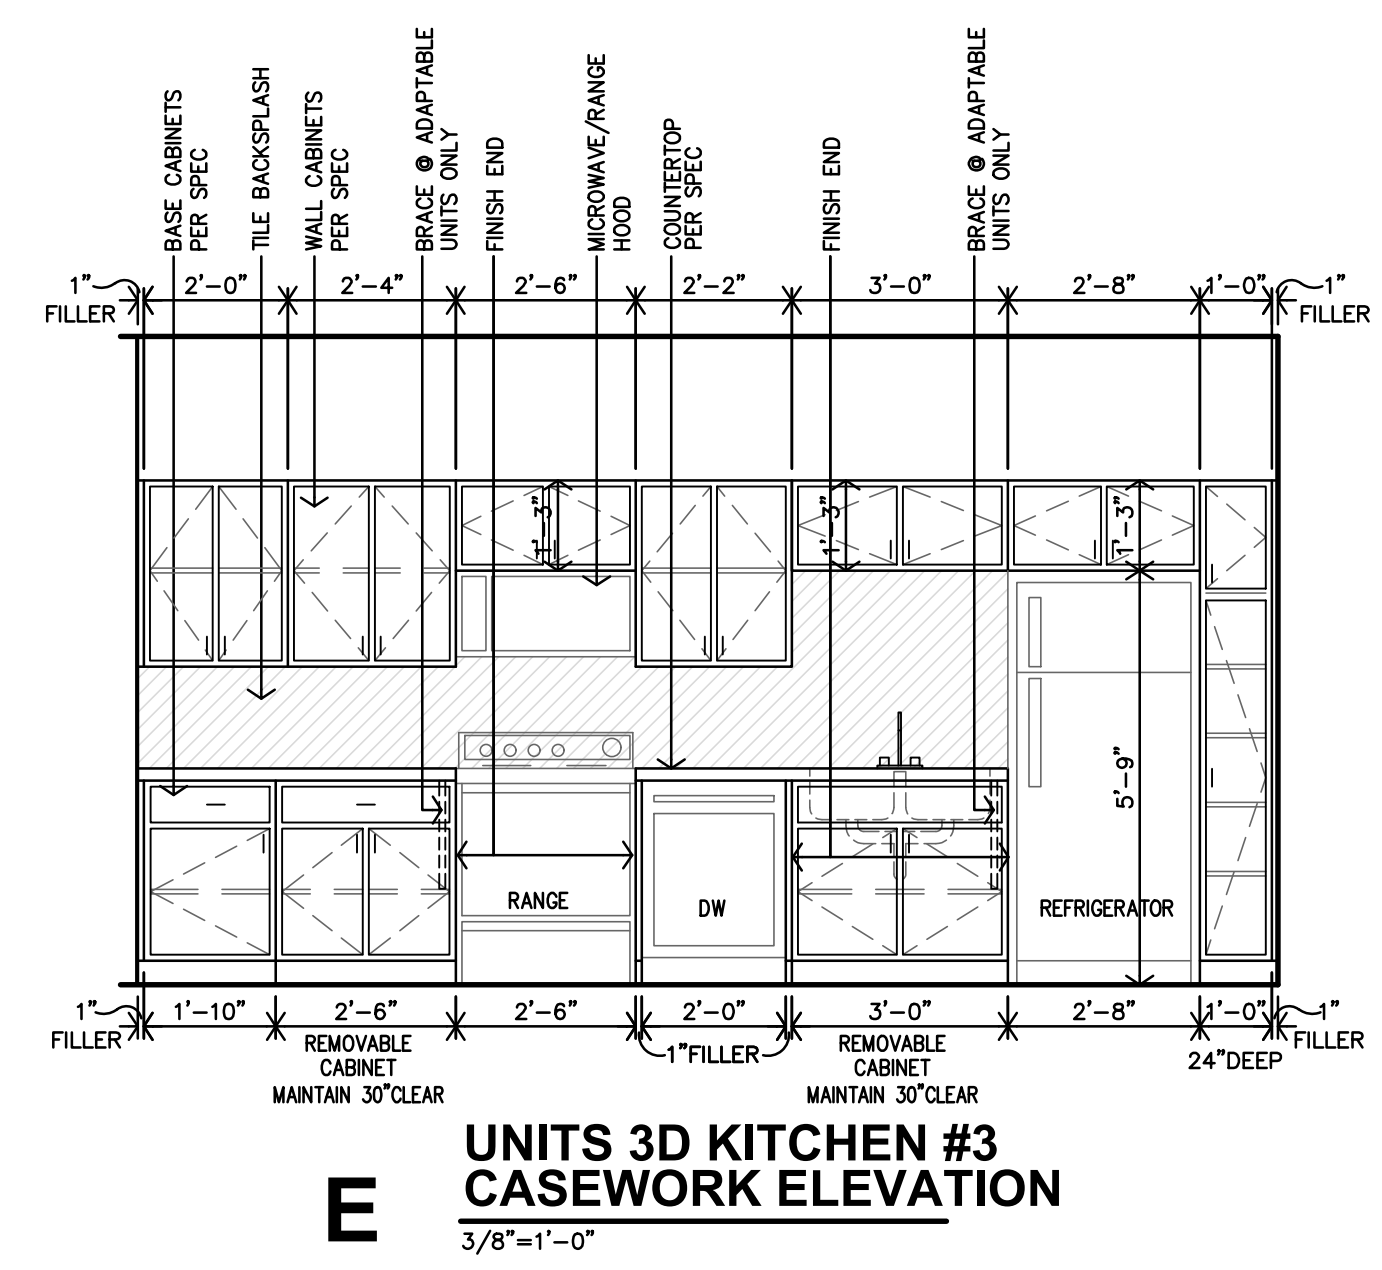 BASE CABINETS
PER SPEC
TILE BACKSPLASH
WALL CABINETS
PER SPEC
BRACE @ ADAPTABLE
UNITS ONLY
FINISH END
MICROWAVE/RANGE
HOOD
COUNTERTOP
PER SPEC
FINISH END
BRACE @ ADAPTABLE
UNITS ONLY
1" 2'-0" 2'-4" 2'-6" 2'-2" 3'-0" 2'-8" 1'-0" 1"
FILLER FILLER
1'-3" 1'-3" 1'-3"
5'-9"
RANGE DW REFRIGERATOR
1" 1'-10" 2'-6" 2'-6" 2'-0" 3'-0" 2'-8" 1'-0" 1"
FILLER FILLER
REMOVABLE
CABINET
MAINTAIN 30"CLEAR
1"FILLER
REMOVABLE
CABINET
MAINTAIN 30"CLEAR
24"DEEP
E
UNITS 3D KITCHEN #3
CASEWORK ELEVATION
3/8"=1'-0"